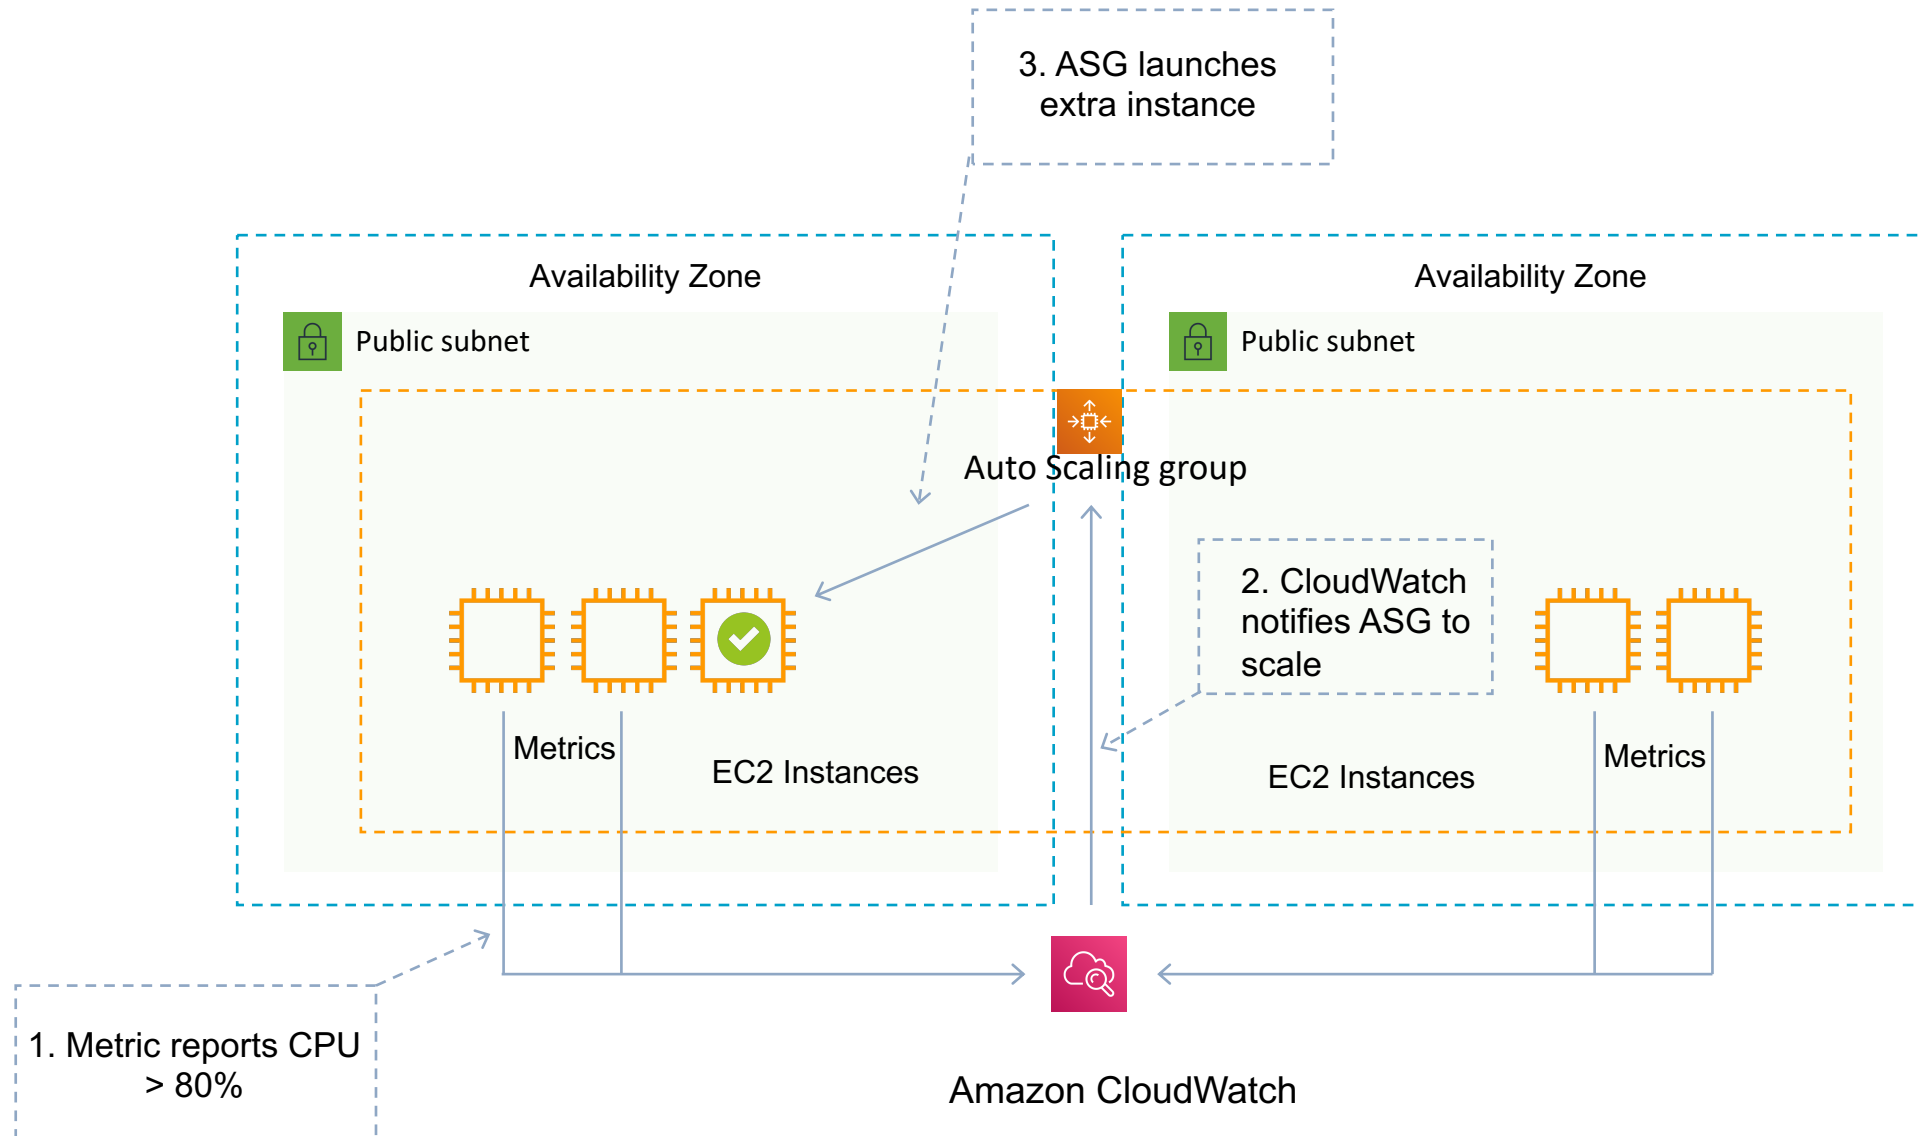 3. ASG launches
extra instance
Availability Zone
Availability Zone
Public subnet
Public subnet
Auto Scaling group
2. CloudWatch
notifies ASG to
scale
Metrics
EC2 Instances
EC2 Instances
Metrics
1. Metric reports CPU
> 80%
Amazon CloudWatch